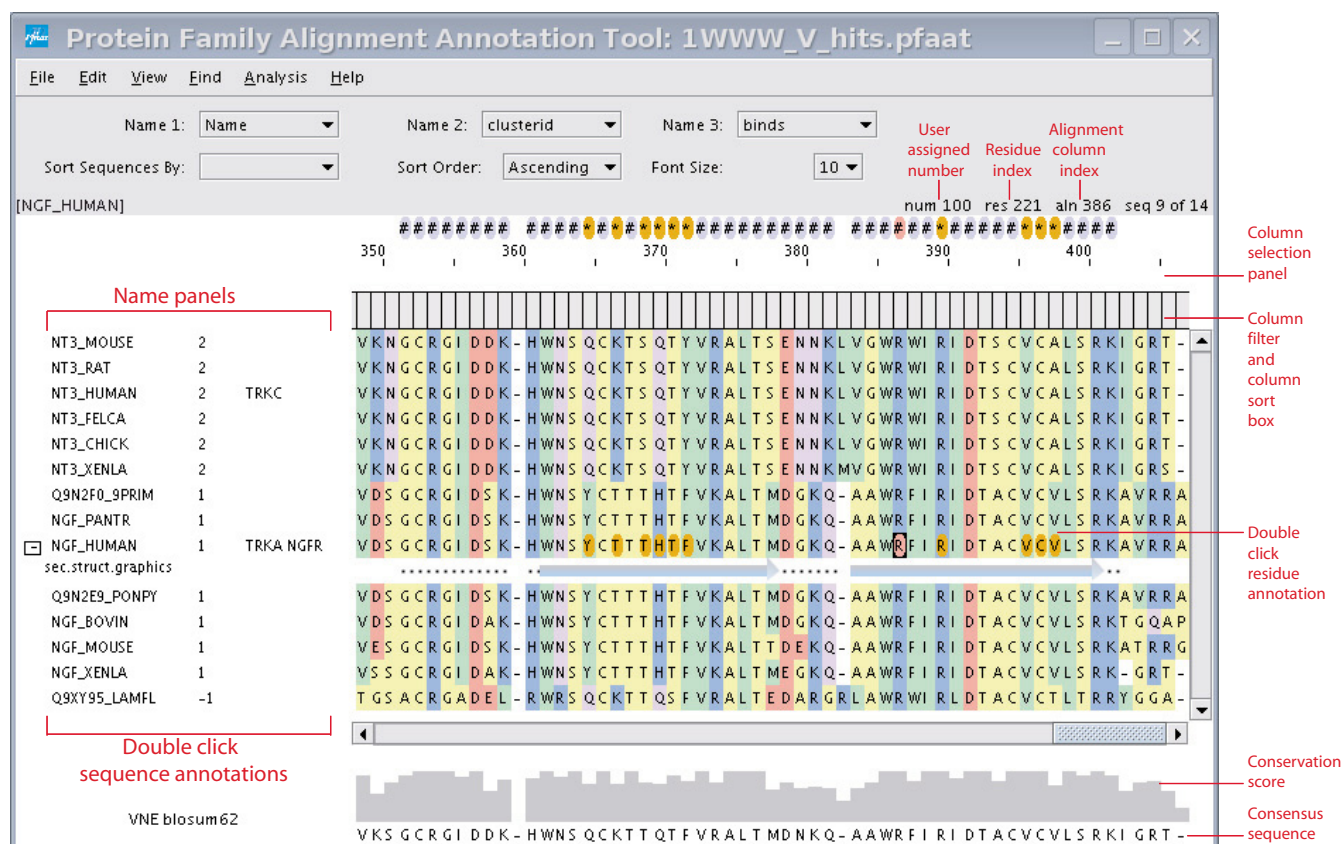 Protein Family Alignment Annotation Tool: 1WWW_V_hits.pfaat
File Edit View Find Analysis Help
Name 1: Name Name 2: clusterid Name 3: binds
Sort Sequences By: Sort Order: Ascending Font Size: 10
User assigned number
Residue index
Alignment column index
[NGF_HUMAN] num 100 res 221 aln 386 seq 9 of 14
######## ####*#*#****########## ####*##*#####***####
350 360 370 380 390 400
Column selection panel
Name panels
Column filter and column sort box
NT3_MOUSE 2 VKNGCRGIDDK-HWNSQCKTSQTYVRALTSENNKLVGWRWIRIDTSCVCALSRKIGRT-
NT3_RAT 2 VKNGCRGIDDK-HWNSQCKTSQTYVRALTSENNKLVGWRWIRIDTSCVCALSRKIGRT-
NT3_HUMAN 2 TRKC VKNGCRGIDDK-HWNSQCKTSQTYVRALTSENNKLVGWRWIRIDTSCVCALSRKIGRT-
NT3_FELCA 2 VKNGCRGIDDK-HWNSQCKTSQTYVRALTSENNKLVGWRWIRIDTSCVCALSRKIGRT-
NT3_CHICK 2 VKNGCRGIDDK-HWNSQCKTSQTYVRALTSENNKLVGWRWIRIDTSCVCALSRKIGRT-
NT3_XENLA 2 VKNGCRGIDDK-HWNSQCKTSQTYVRALTSENNKMVGWRWIRIDTSCVCALSRKIGRS-
Q9N2F0_9PRIM 1 VDSGCRGIDSK-HWNSYCTTTHTFVKALTMDGKQ-AAWRFIRIDTACVCVLSRKAVRRA
NGF_PANTR 1 VDSGCRGIDSK-HWNSYCTTTHTFVKALTMDGKQ-AAWRFIRIDTACVCVLSRKAVRRA
NGF_HUMAN 1 TRKA NGFR VDSGCRGIDSK-HWNSYCTTTHTFVKALTMDGKQ-AAWRFIRIDTACVCVLSRKAVRRA
Double click residue annotation
sec.struct.graphics
Q9N2E9_PONPY 1 VDSGCRGIDSK-HWNSYCTTTHTFVKALTMDGKQ-AAWRFIRIDTACVCVLSRKAVRRA
NGF_BOVIN 1 VDSGCRGIDAK-HWNSYCTTTHTFVKALTMDGKQ-AAWRFIRIDTACVCVLSRKTGQAP
NGF_MOUSE 1 VESGCRGIDSK-HWNSYCTTTHTFVKALTTDEKQ-AAWRFIRIDTACVCVLSRKATRRG
NGF_XENLA 1 VSSGCRGIDAK-HWNSYCTTTHTFVKALTMEGKQ-AAWRFIRIDTACVCVLSRK-GRT-
Q9XY95_LAMFL -1 TGSACRGADEL-RWRSQCKTTQSFVRALTEDARGRLAWRWIRLDTACVCTLTRRYGGA-
Double click
sequence annotations
Conservation score
VNE blosum62
VKSGCRGIDDK-HWNSQCKTTQTFVRALTMDNKQ-AAWRFIRIDTACVCVLSRKIGRT-
Consensus sequence